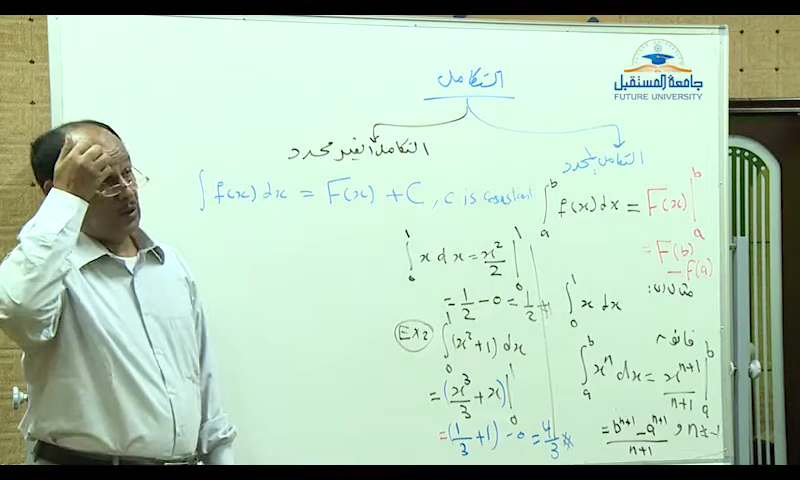 جامعة المستقبل
FUTURE UNIVERSITY
التكامل
التكامل المحدد
التكامل الغير محدد
∫ f(x) dx = F(x) + C , C is constant
∫ₐᵇ f(x) dx = F(x) |ₐᵇ
= F(b)
- F(a)
مثال (1):
∫₀¹ x dx
∫₀¹ x dx = x²/2 |₀¹
= 1/2 - 0 = 1/2 #
Ex2 ∫₀¹ (x² + 1) dx
= (x³/3 + x) |₀¹
= (1/3 + 1) - 0 = 4/3 #
∫ₐᵇ xⁿ dx = xⁿ⁺¹/n+1 |ₐᵇ
= bⁿ⁺¹ - aⁿ⁺¹/n+1 , n ≠ -1